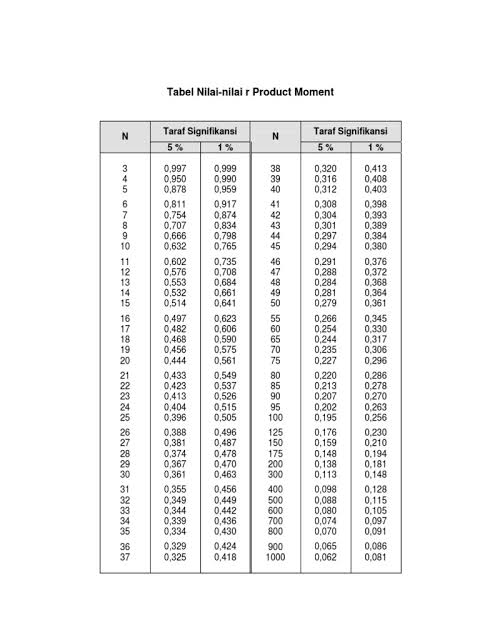 Tabel Nilai-nilai r Product Moment
N Taraf Signifikansi N Taraf Signifikansi
5 % 1 % 5 % 1 %
3 0,997 0,999 38 0,320 0,413
4 0,950 0,990 39 0,316 0,408
5 0,878 0,959 40 0,312 0,403
6 0,811 0,917 41 0,308 0,398
7 0,754 0,874 42 0,304 0,393
8 0,707 0,834 43 0,301 0,389
9 0,666 0,798 44 0,297 0,384
10 0,632 0,765 45 0,294 0,380
11 0,602 0,735 46 0,291 0,376
12 0,576 0,708 47 0,288 0,372
13 0,553 0,684 48 0,284 0,368
14 0,532 0,661 49 0,281 0,364
15 0,514 0,641 50 0,279 0,361
16 0,497 0,623 55 0,266 0,345
17 0,482 0,606 60 0,254 0,330
18 0,468 0,590 65 0,244 0,317
19 0,456 0,575 70 0,235 0,306
20 0,444 0,561 75 0,227 0,296
21 0,433 0,549 80 0,220 0,286
22 0,423 0,537 85 0,213 0,278
23 0,413 0,526 90 0,207 0,270
24 0,404 0,515 95 0,202 0,263
25 0,396 0,505 100 0,195 0,256
26 0,388 0,496 125 0,176 0,230
27 0,381 0,487 150 0,159 0,210
28 0,374 0,478 175 0,148 0,194
29 0,367 0,470 200 0,138 0,181
30 0,361 0,463 300 0,113 0,148
31 0,355 0,456 400 0,098 0,128
32 0,349 0,449 500 0,088 0,115
33 0,344 0,442 600 0,080 0,105
34 0,339 0,436 700 0,074 0,097
35 0,334 0,430 800 0,070 0,091
36 0,329 0,424 900 0,065 0,086
37 0,325 0,418 1000 0,062 0,081